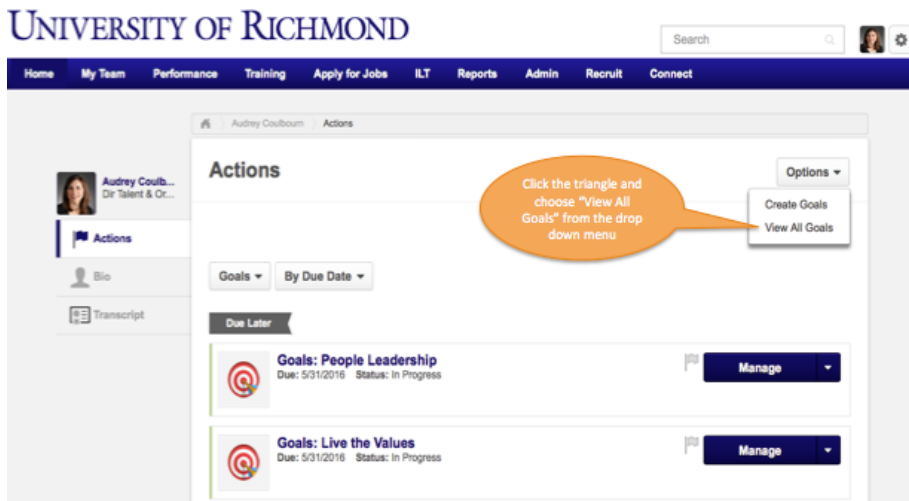 UNIVERSITY OF RICHMOND
Search
Home My Team Performance Training Apply for Jobs ILT Reports Admin Recruit Connect
Audrey Coulbourn Actions
Audrey Coulb...
Dir Talent & Or...
Actions
Bio
Transcript
Actions
Options
Create Goals
View All Goals
Click the triangle and
choose “View All
Goals” from the drop
down menu
Goals By Due Date
Due Later
Goals: People Leadership
Due: 5/31/2016 Status: In Progress
Manage
Goals: Live the Values
Due: 5/31/2016 Status: In Progress
Manage